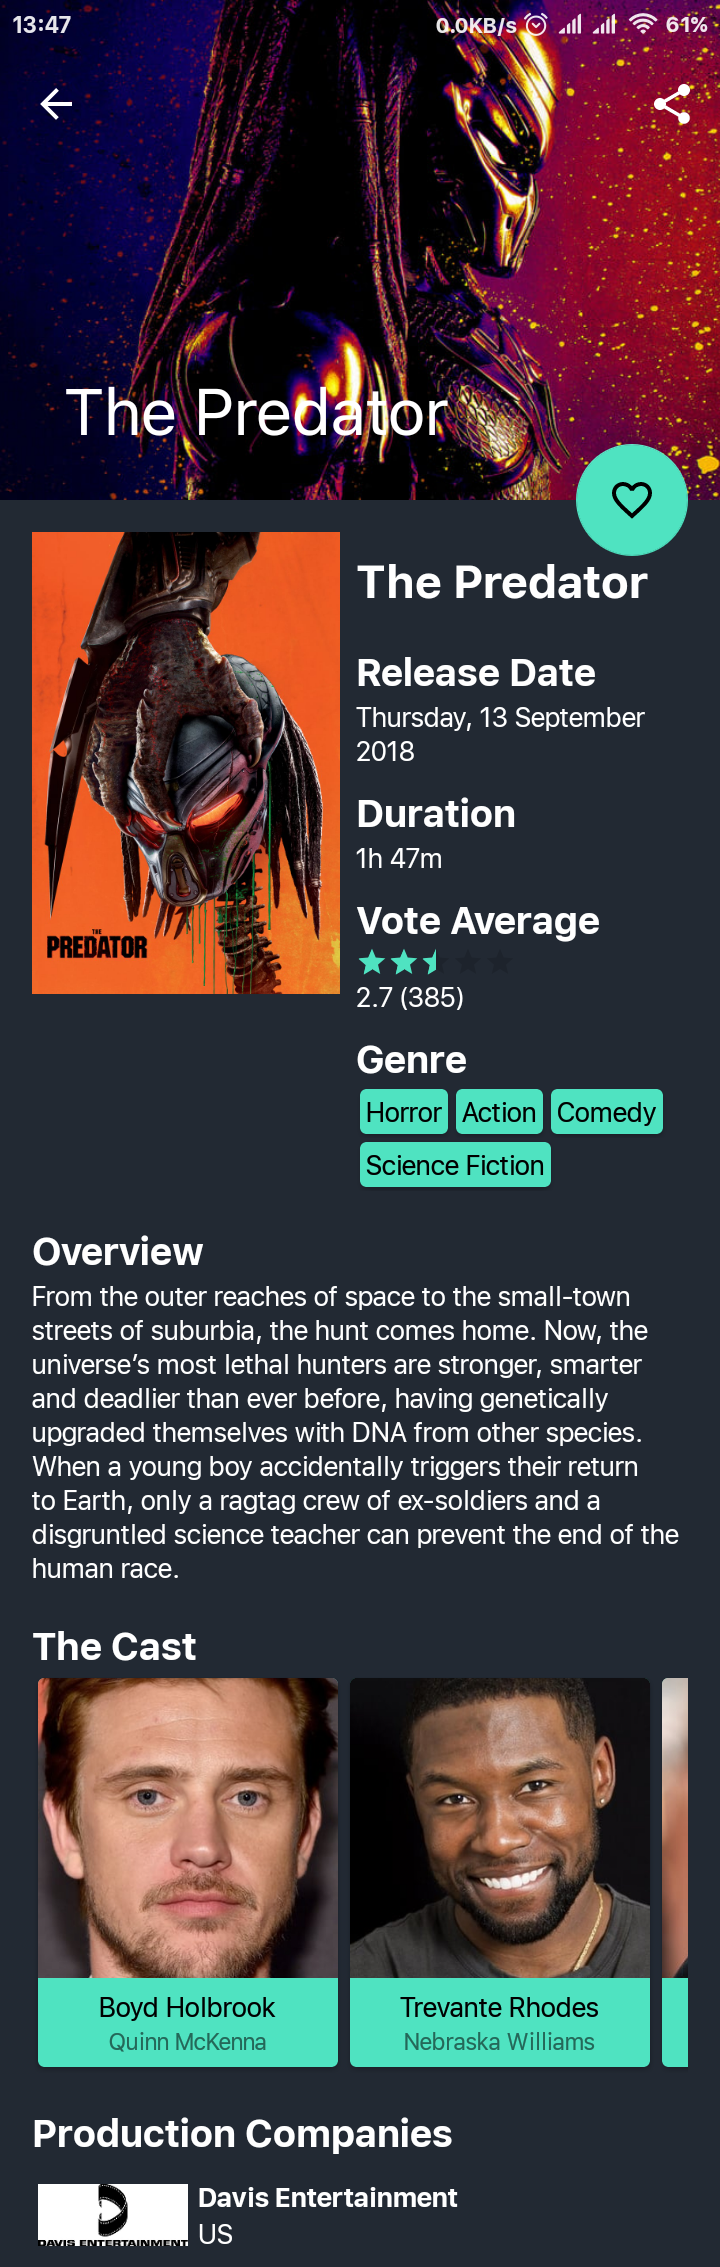 13:47 0.0KB/s 61%
The Predator
The Predator
Release Date
Thursday, 13 September
2018
Duration
1h 47m
Vote Average
2.7 (385)
THE
PREDATOR
Genre
Horror Action Comedy
Science Fiction
Overview
From the outer reaches of space to the small-town
streets of suburbia, the hunt comes home. Now, the
universe’s most lethal hunters are stronger, smarter
and deadlier than ever before, having genetically
upgraded themselves with DNA from other species.
When a young boy accidentally triggers their return
to Earth, only a ragtag crew of ex-soldiers and a
disgruntled science teacher can prevent the end of the
human race.
The Cast
Boyd Holbrook
Quinn McKenna
Trevante Rhodes
Nebraska Williams
Production Companies
DAVIS ENTERTAINMENT
Davis Entertainment
US